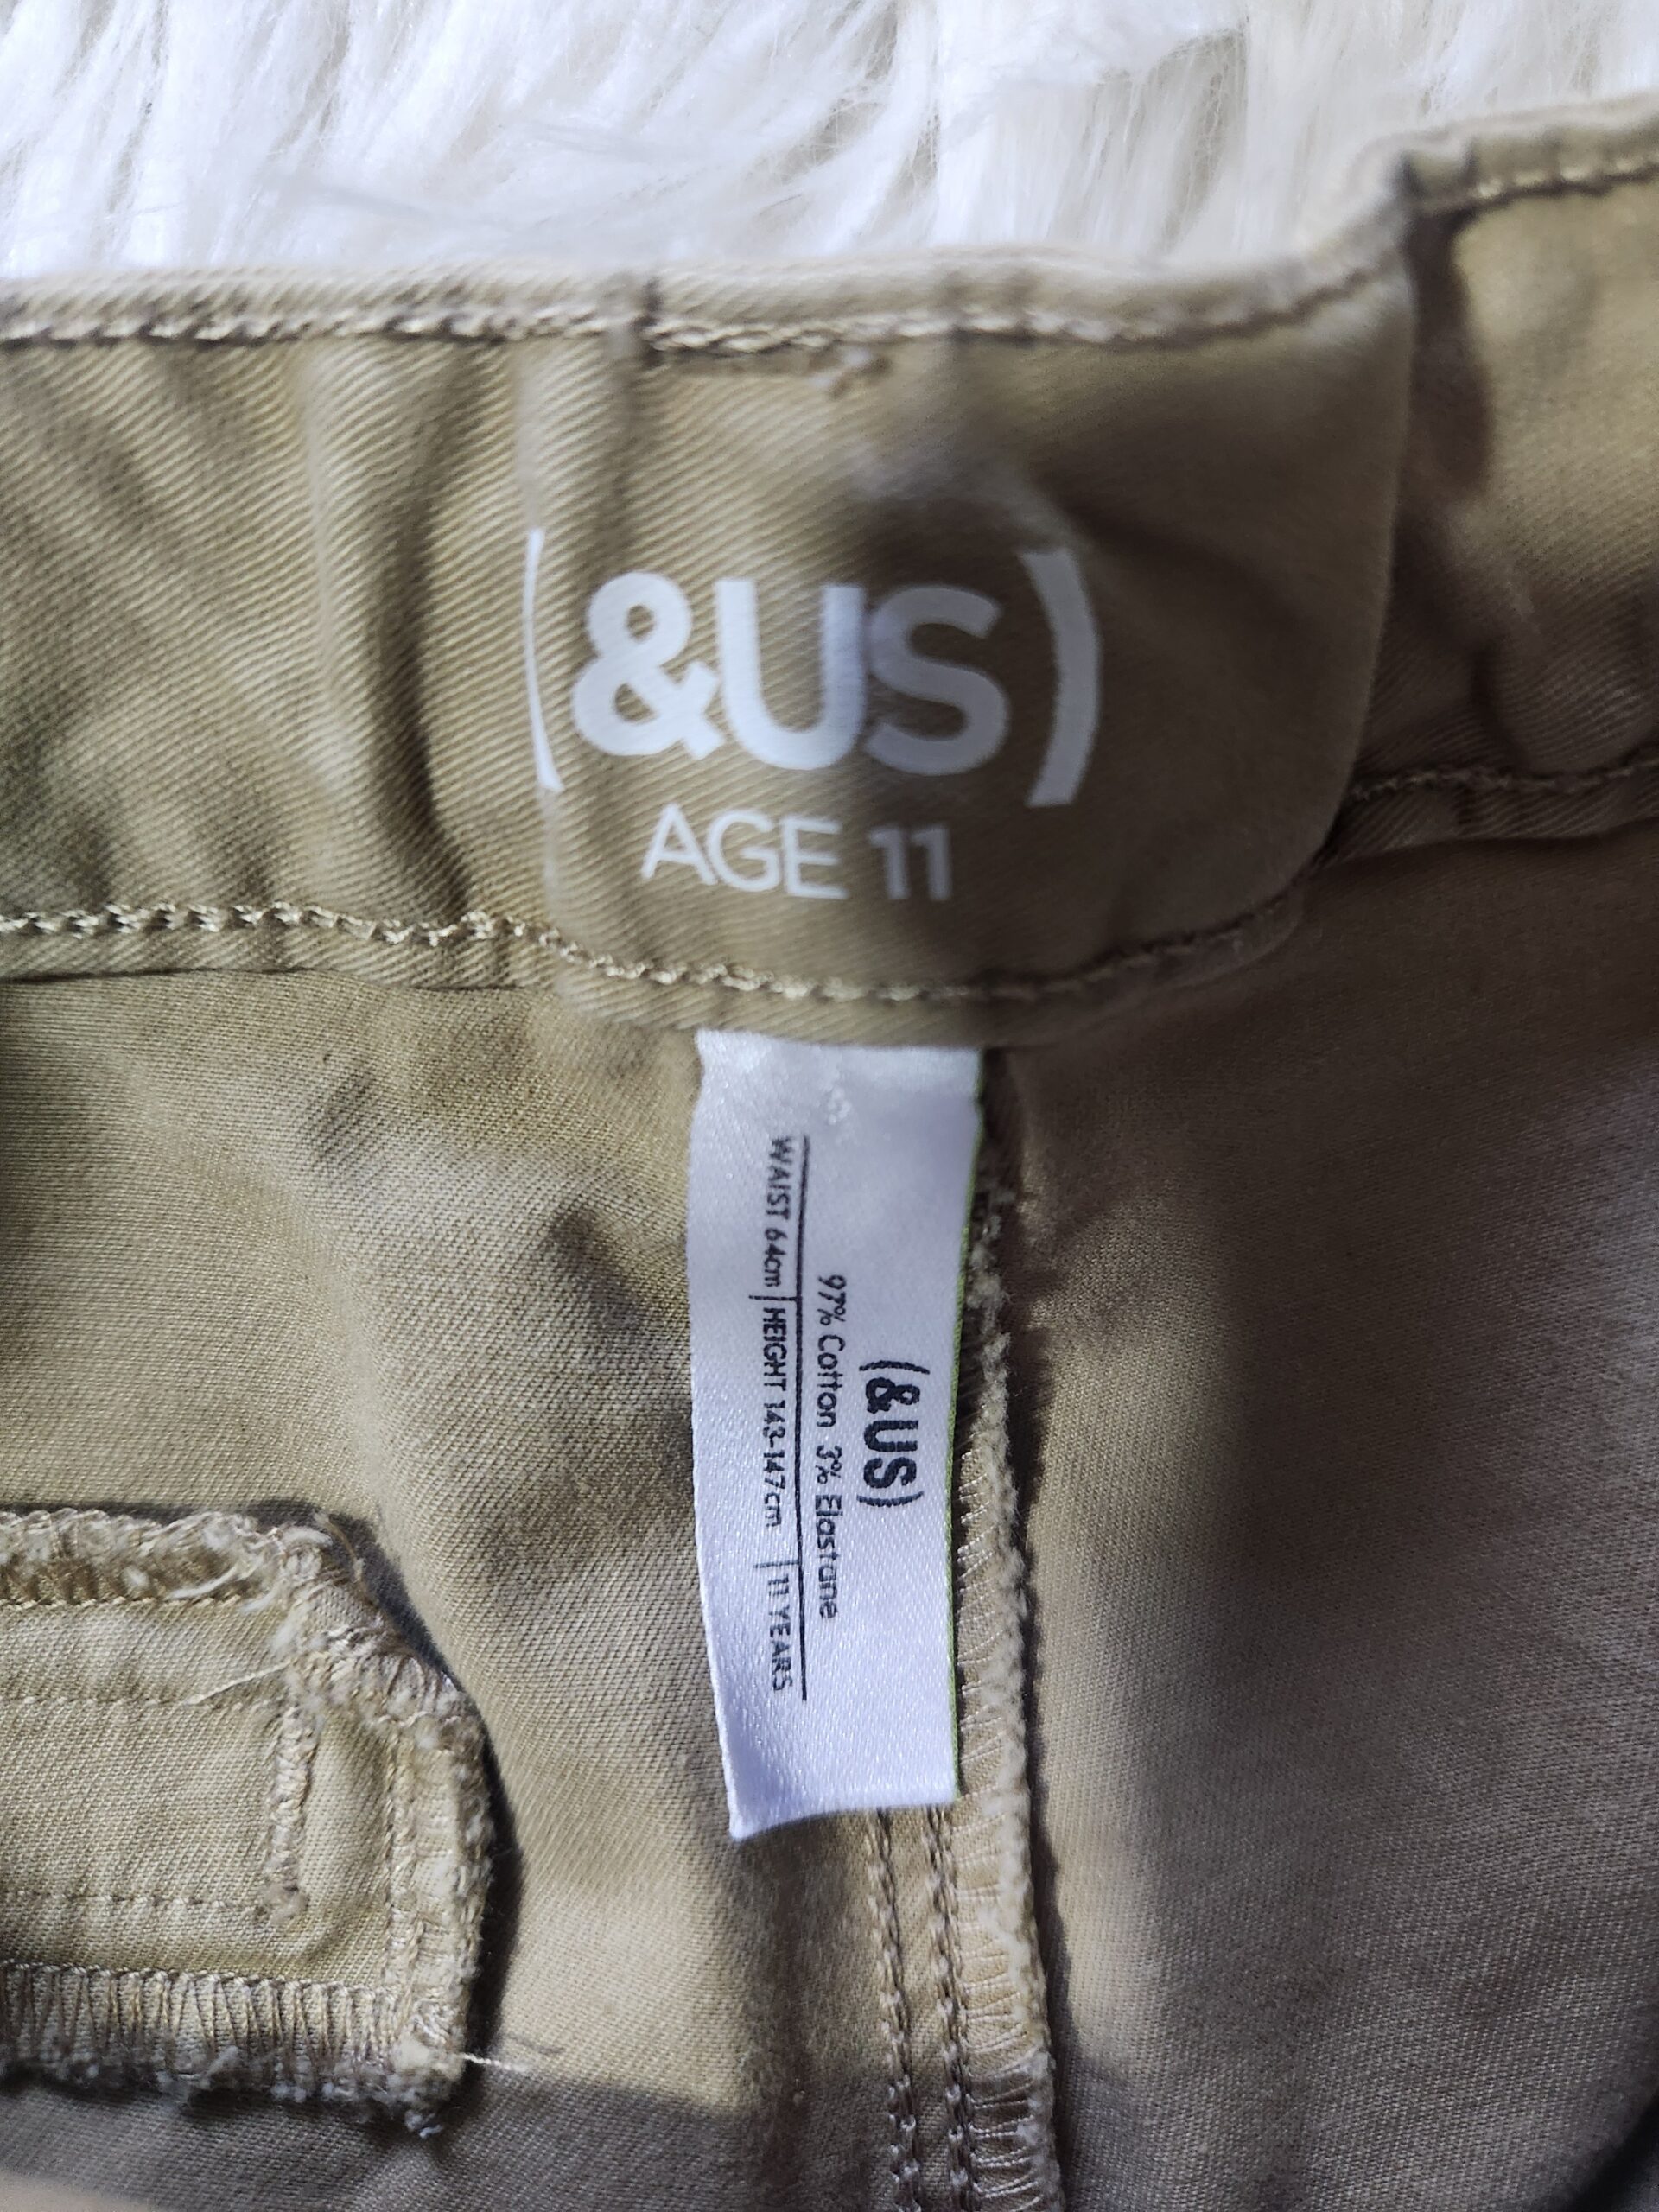 (&US)
AGE 11
(&US)
97% Cotton 3% Elastane
WAIST 64cm | HEIGHT 143-147cm | 11 YEARS